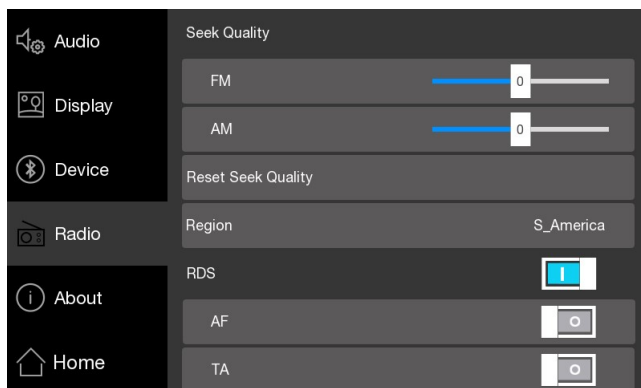 Audio
Display
Device
Radio
About
Home
Seek Quality
FM
0
AM
0
Reset Seek Quality
Region S_America
RDS
AF
TA